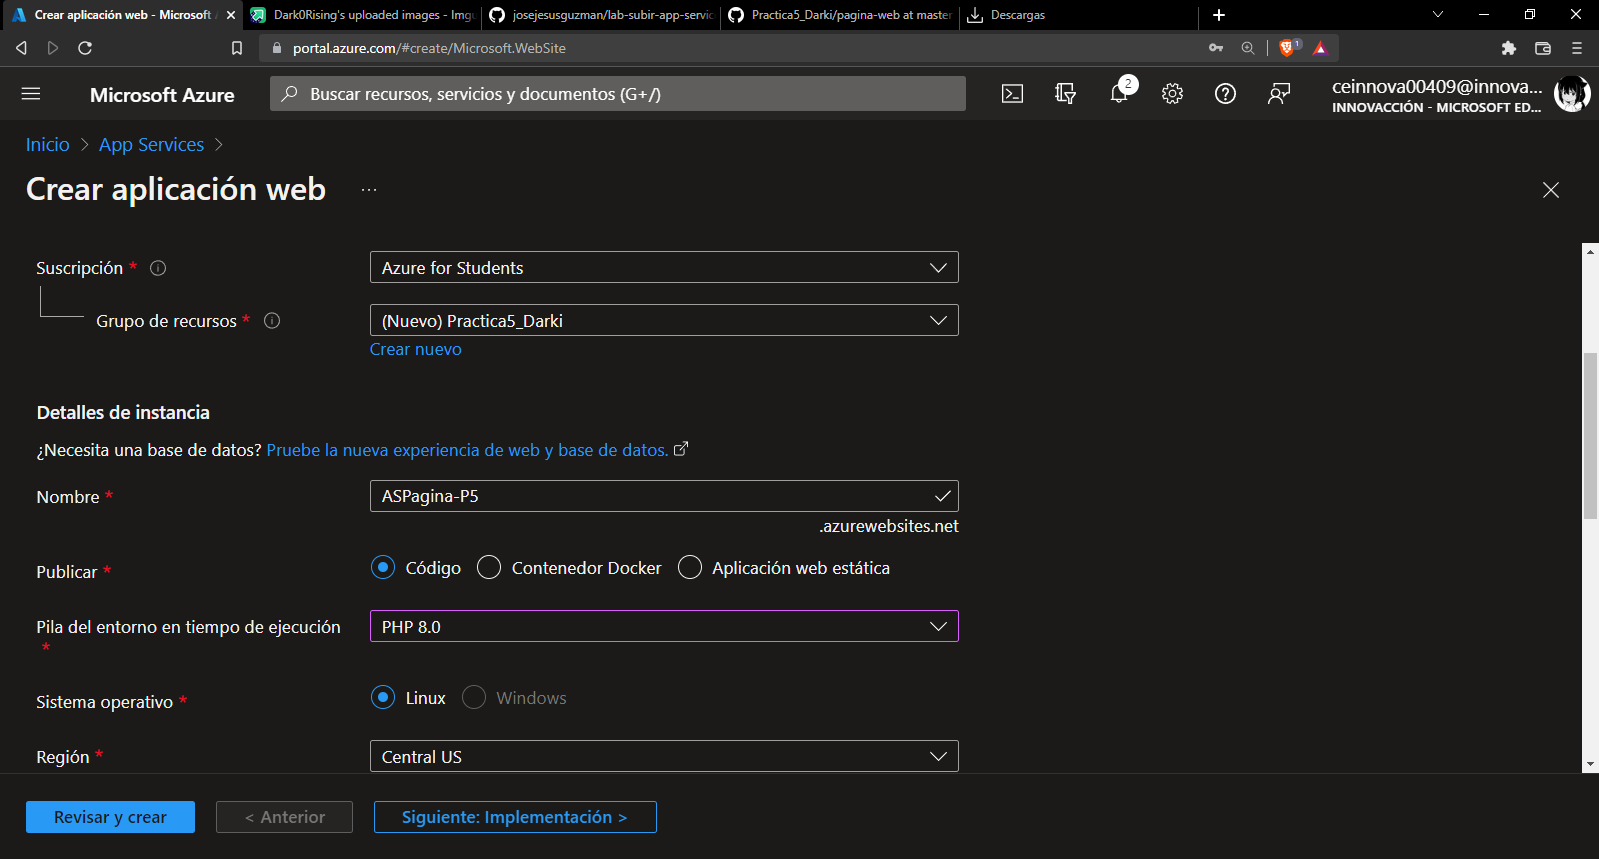 Crear aplicación web - Microsoft A
Dark0Rising's uploaded images - Imgu
josejesusguzman/lab-subir-app-servic
Practica5_Darki/pagina-web at master
Descargas
portal.azure.com/#create/Microsoft.WebSite
1
Microsoft Azure
Buscar recursos, servicios y documentos (G+/)
2
ceinnova00409@innova...
INNOVACCIÓN - MICROSOFT ED...
Inicio > App Services >
Crear aplicación web ...
Suscripción *
Azure for Students
Grupo de recursos *
(Nuevo) Practica5_Darki
Crear nuevo
Detalles de instancia
¿Necesita una base de datos? Pruebe la nueva experiencia de web y base de datos.
Nombre *
ASPagina-P5
.azurewebsites.net
Publicar *
Código
Contenedor Docker
Aplicación web estática
Pila del entorno en tiempo de ejecución *
PHP 8.0
Sistema operativo *
Linux
Windows
Región *
Central US
Revisar y crear
< Anterior
Siguiente: Implementación >